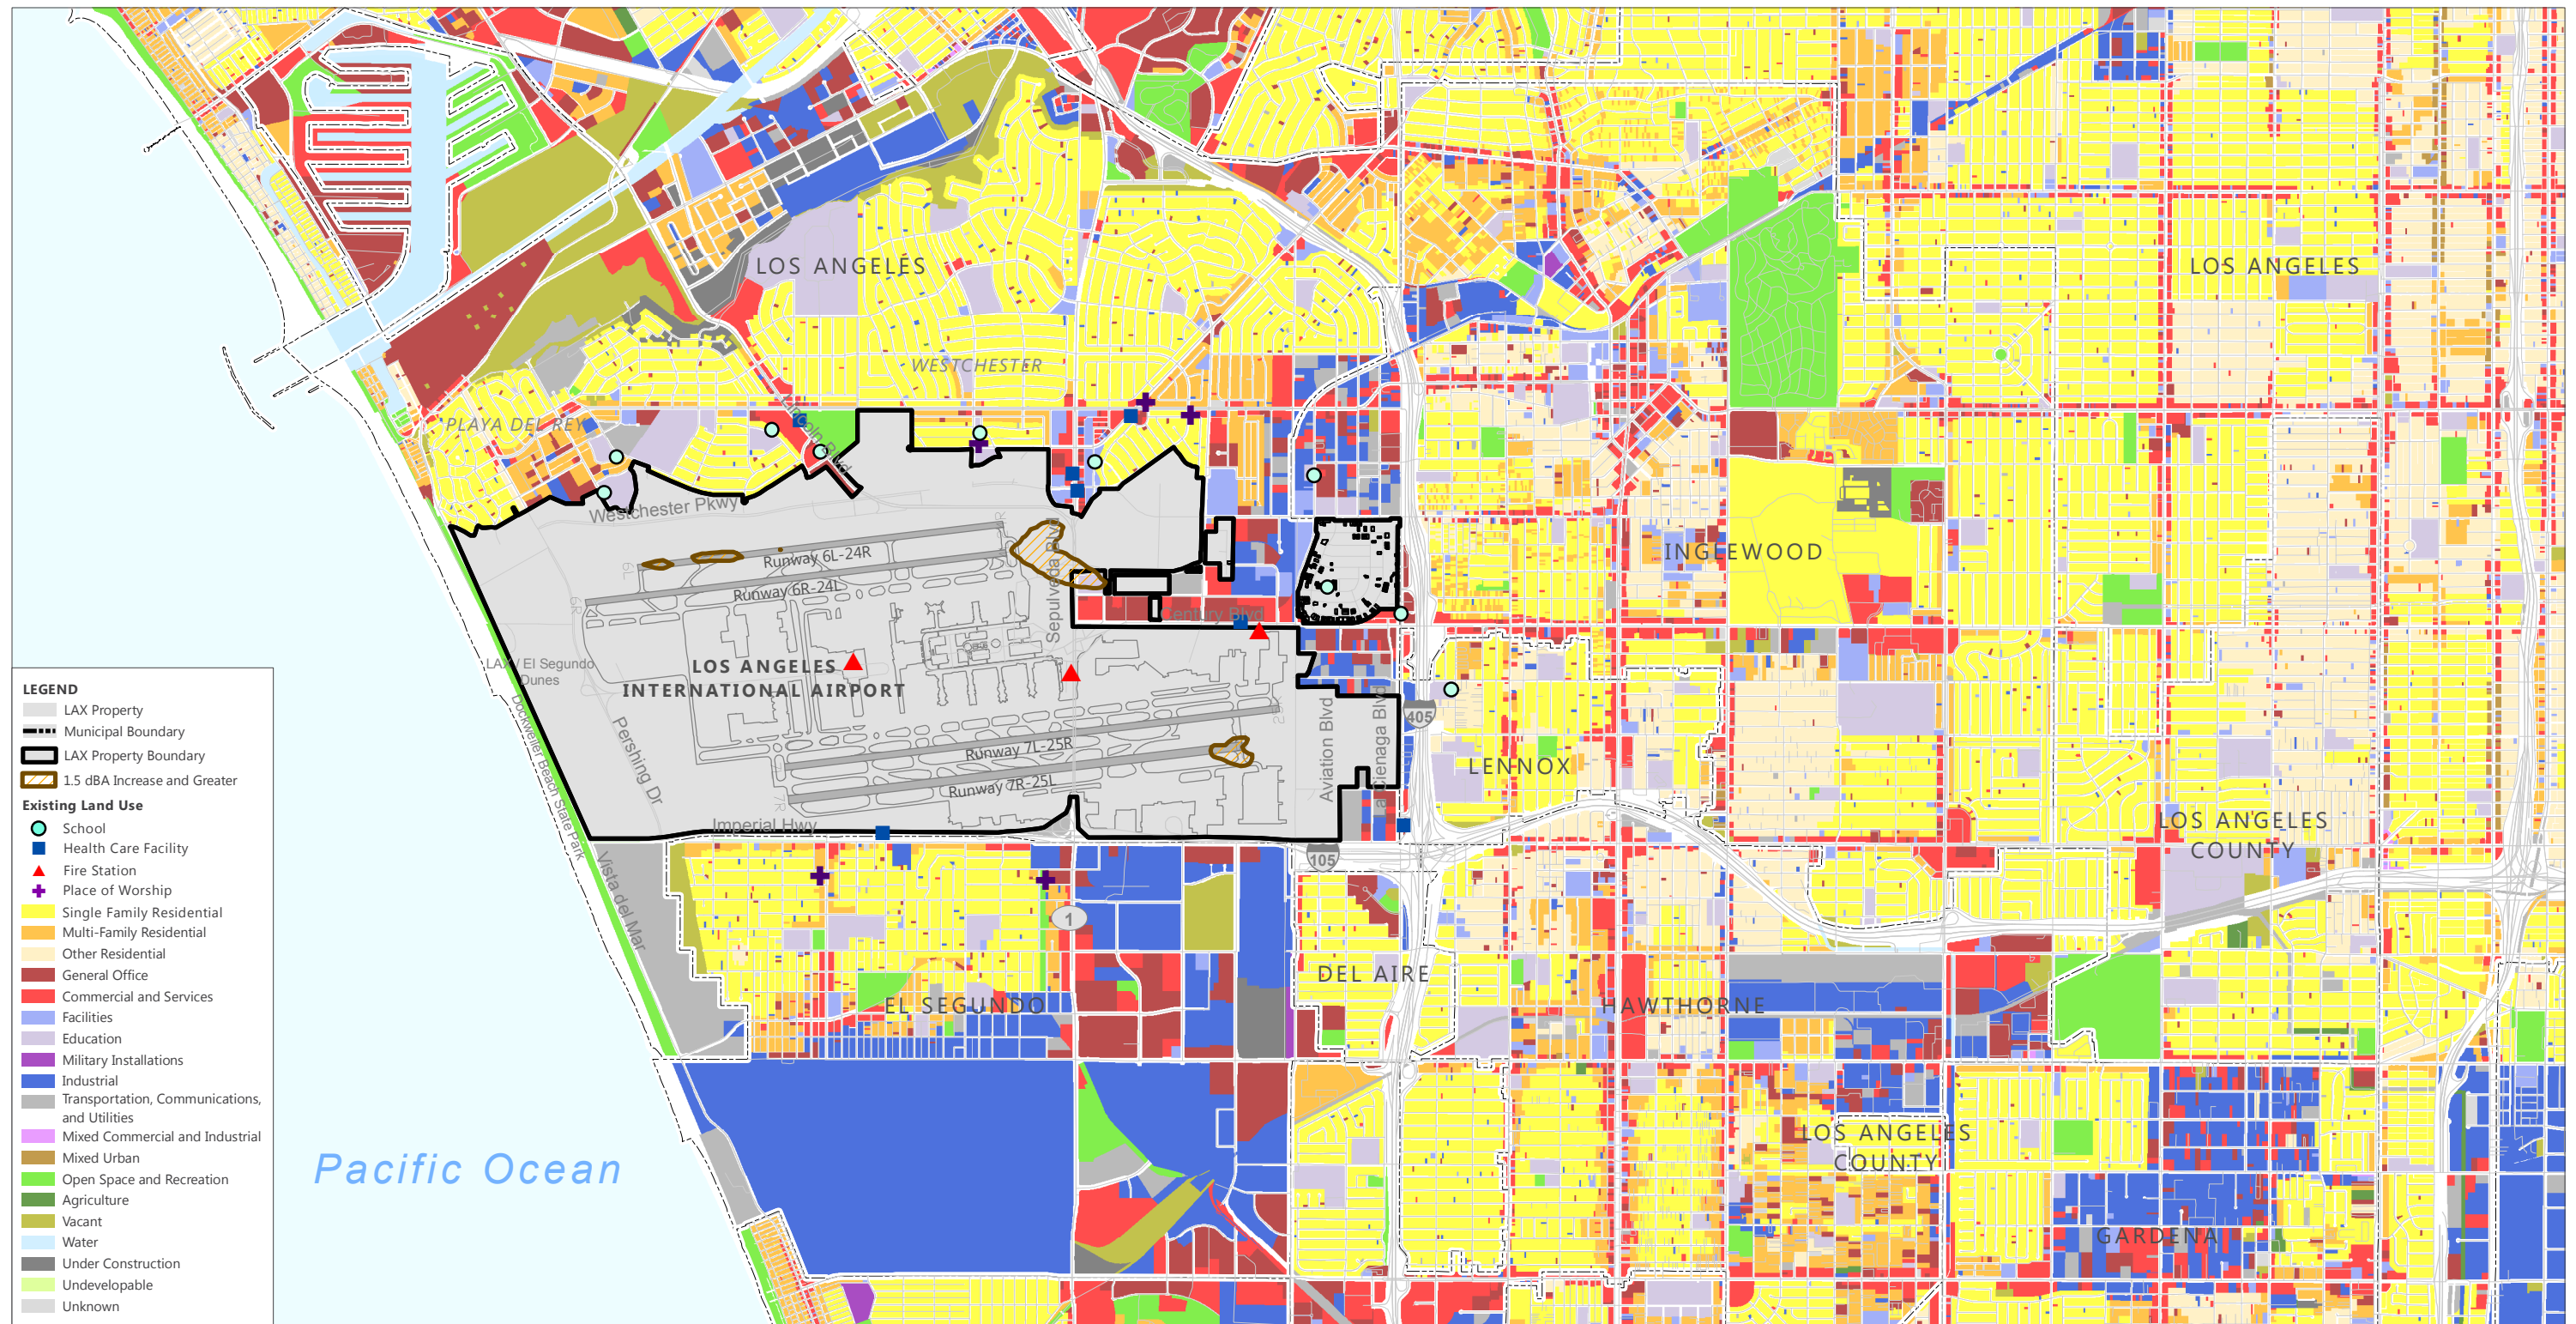 LOS ANGELES
LOS ANGELES
WESTCHESTER
PLAYA DEL REY
Lincoln Blvd
Westchester Pkwy
INGLEWOOD
Runway 6L-24R
Runway 6R-24L
6L
6R
Sepulveda Blvd
Century Blvd
LAX / El Segundo
Dunes
LOS ANGELES
INTERNATIONAL AIRPORT
Pershing Dr
Dockweiler Beach State Park
Runway 7L-25R
Runway 7R-25L
7R
Aviation Blvd
La Cienaga Blvd
405
LENNOX
Imperial Hwy
105
LOS ANGELES
COUNTY
Vista del Mar
1
DEL AIRE
EL SEGUNDO
HAWTHORNE
LOS ANGELES
COUNTY
Pacific Ocean
GARDENA
LEGEND
LAX Property
Municipal Boundary
LAX Property Boundary
1.5 dBA Increase and Greater
Existing Land Use
School
Health Care Facility
Fire Station
Place of Worship
Single Family Residential
Multi-Family Residential
Other Residential
General Office
Commercial and Services
Facilities
Education
Military Installations
Industrial
Transportation, Communications,
and Utilities
Mixed Commercial and Industrial
Mixed Urban
Open Space and Recreation
Agriculture
Vacant
Water
Under Construction
Undevelopable
Unknown